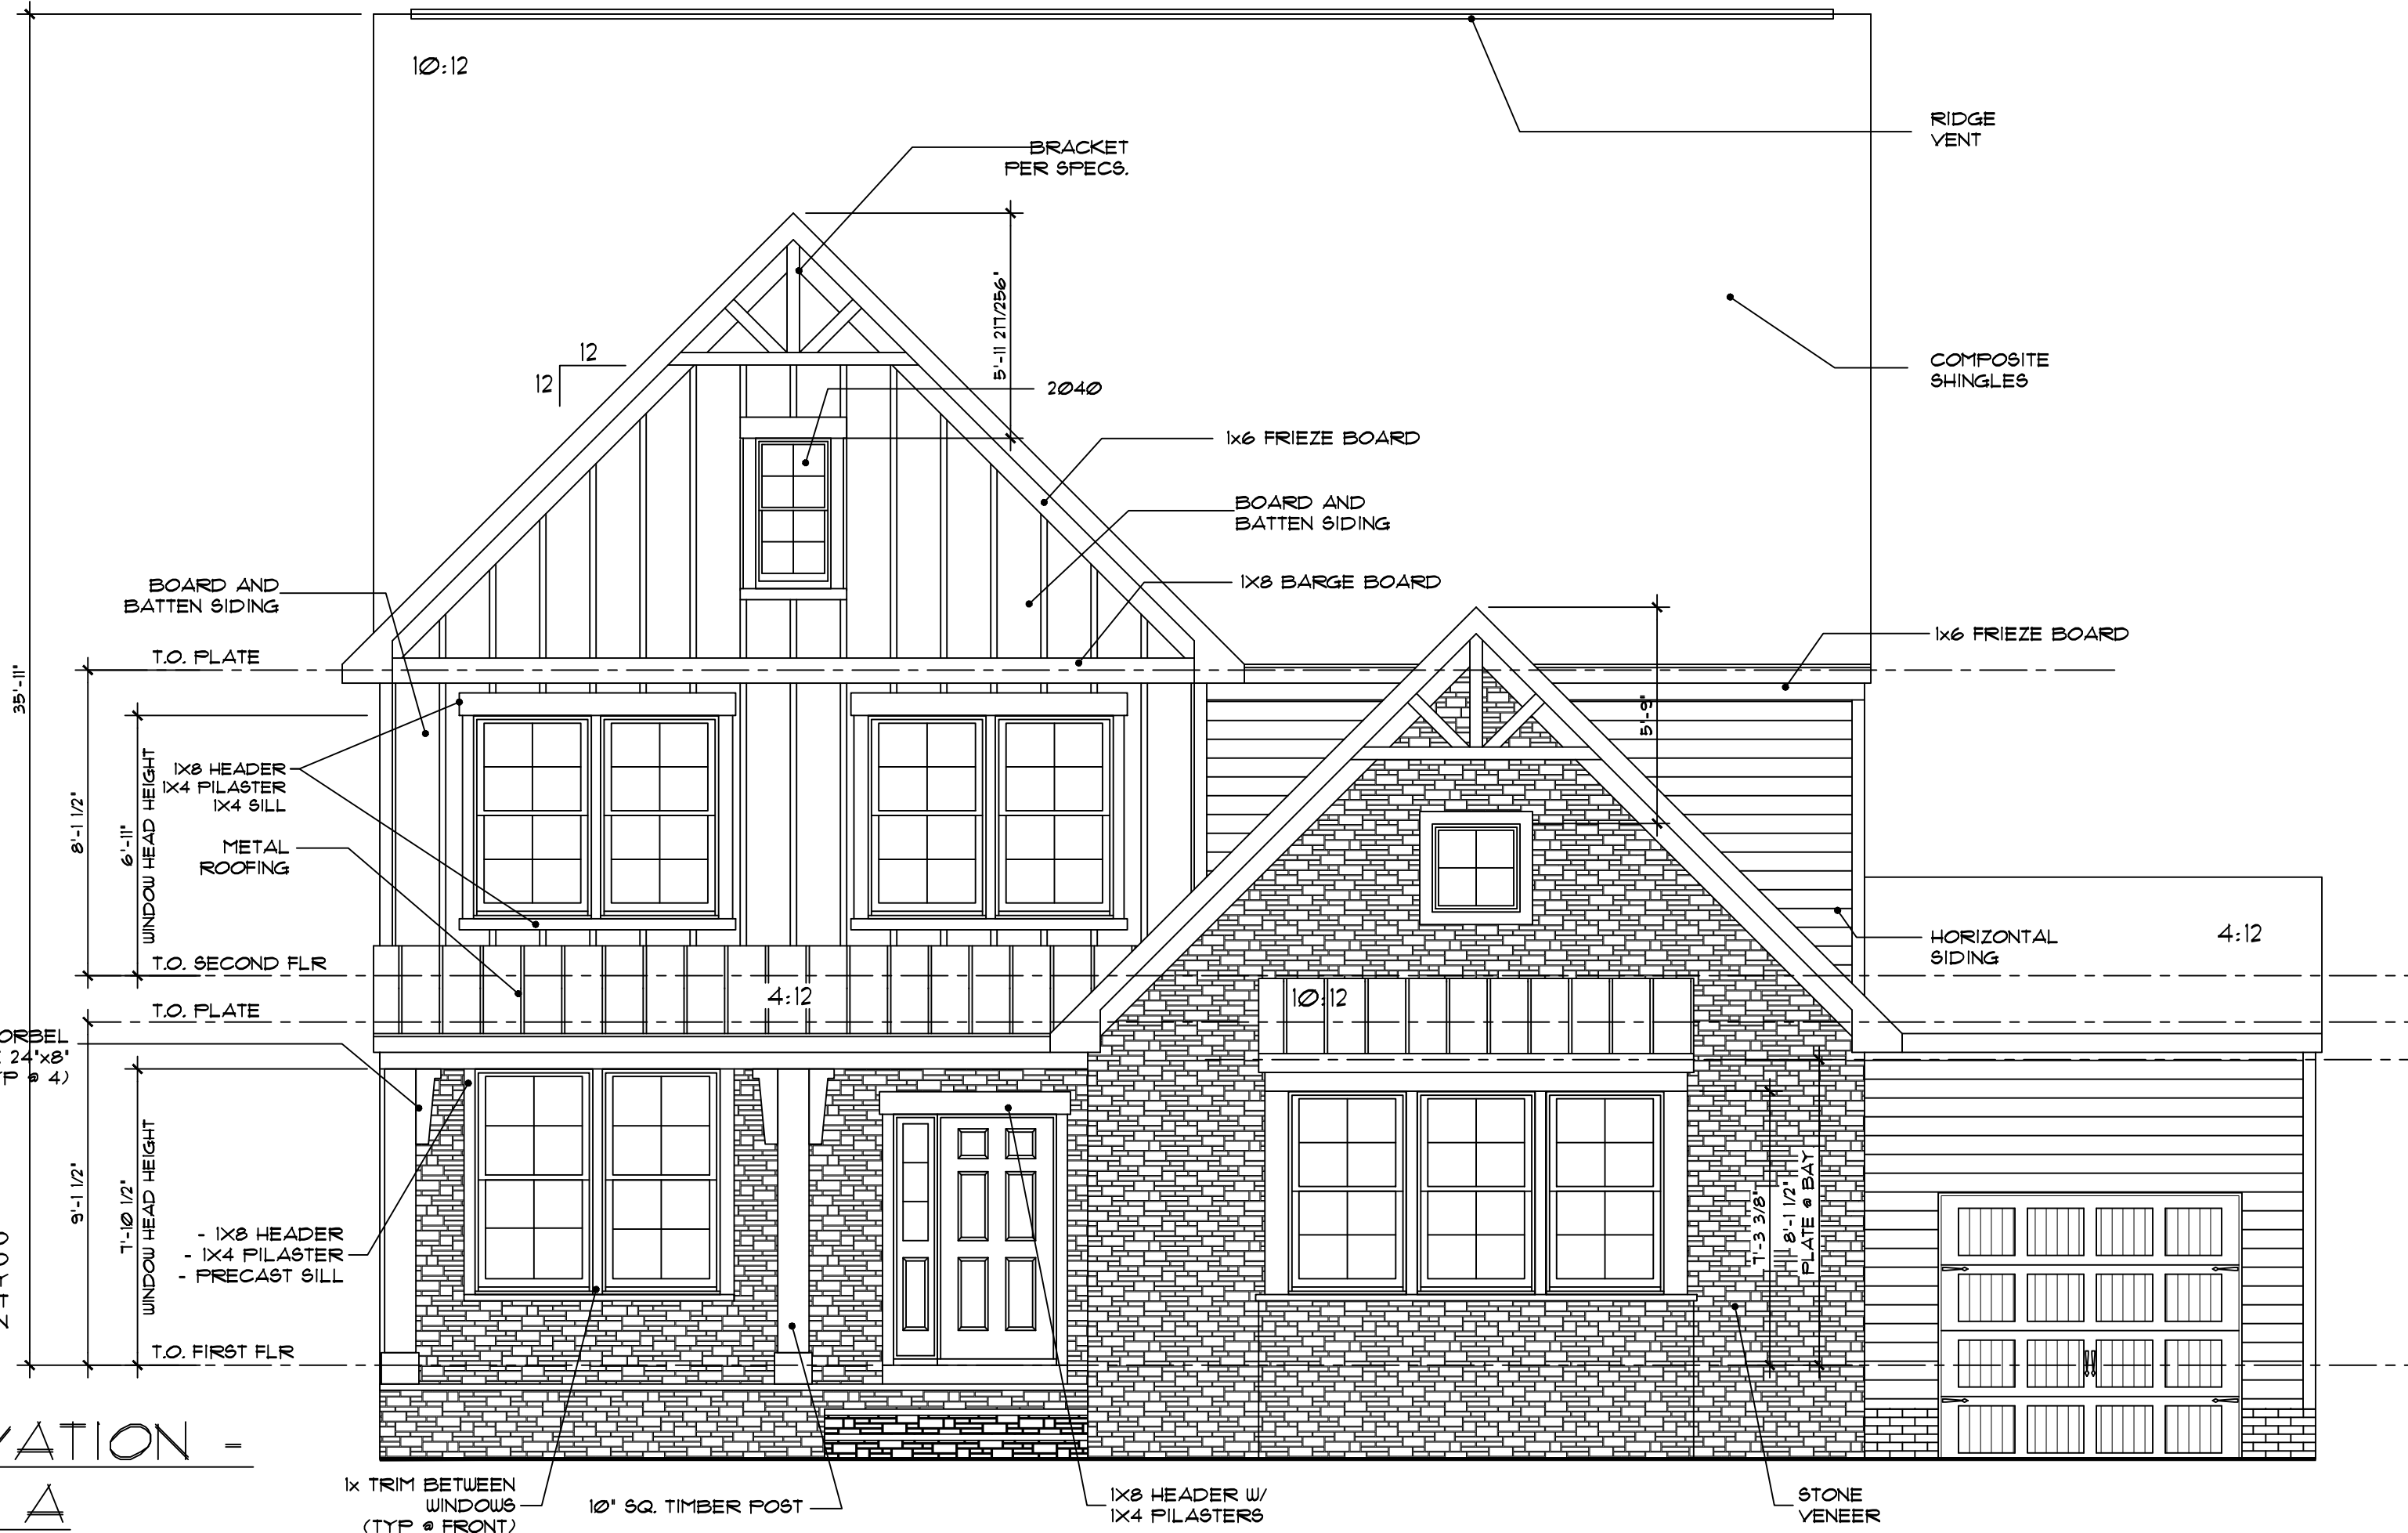 10:12
RIDGE
VENT
BRACKET
PER SPECS.
5'-11 217/256"
12
12
2040
COMPOSITE
SHINGLES
1x6 FRIEZE BOARD
BOARD AND
BATTEN SIDING
1X8 BARGE BOARD
BOARD AND
BATTEN SIDING
1x6 FRIEZE BOARD
T.O. PLATE
35'-11"
5'-9"
8'-1 1/2"
6'-11"
WINDOW HEAD HEIGHT
1X8 HEADER
1X4 PILASTER
1X4 SILL
METAL
ROOFING
HORIZONTAL
SIDING
4:12
T.O. SECOND FLR
4:12
10:12
T.O. PLATE
ORBEL
24"x8"
@ 4)
9'-1 1/2"
7'-10 1/2"
WINDOW HEAD HEIGHT
7'-3 3/8"
8'-1 1/2"
PLATE @ BAY
- 1X8 HEADER
- 1X4 PILASTER
- PRECAST SILL
T.O. FIRST FLR
VATION -
A
1x TRIM BETWEEN
WINDOWS
(TYP @ FRONT)
10" SQ. TIMBER POST
1X8 HEADER W/
1X4 PILASTERS
STONE
VENEER